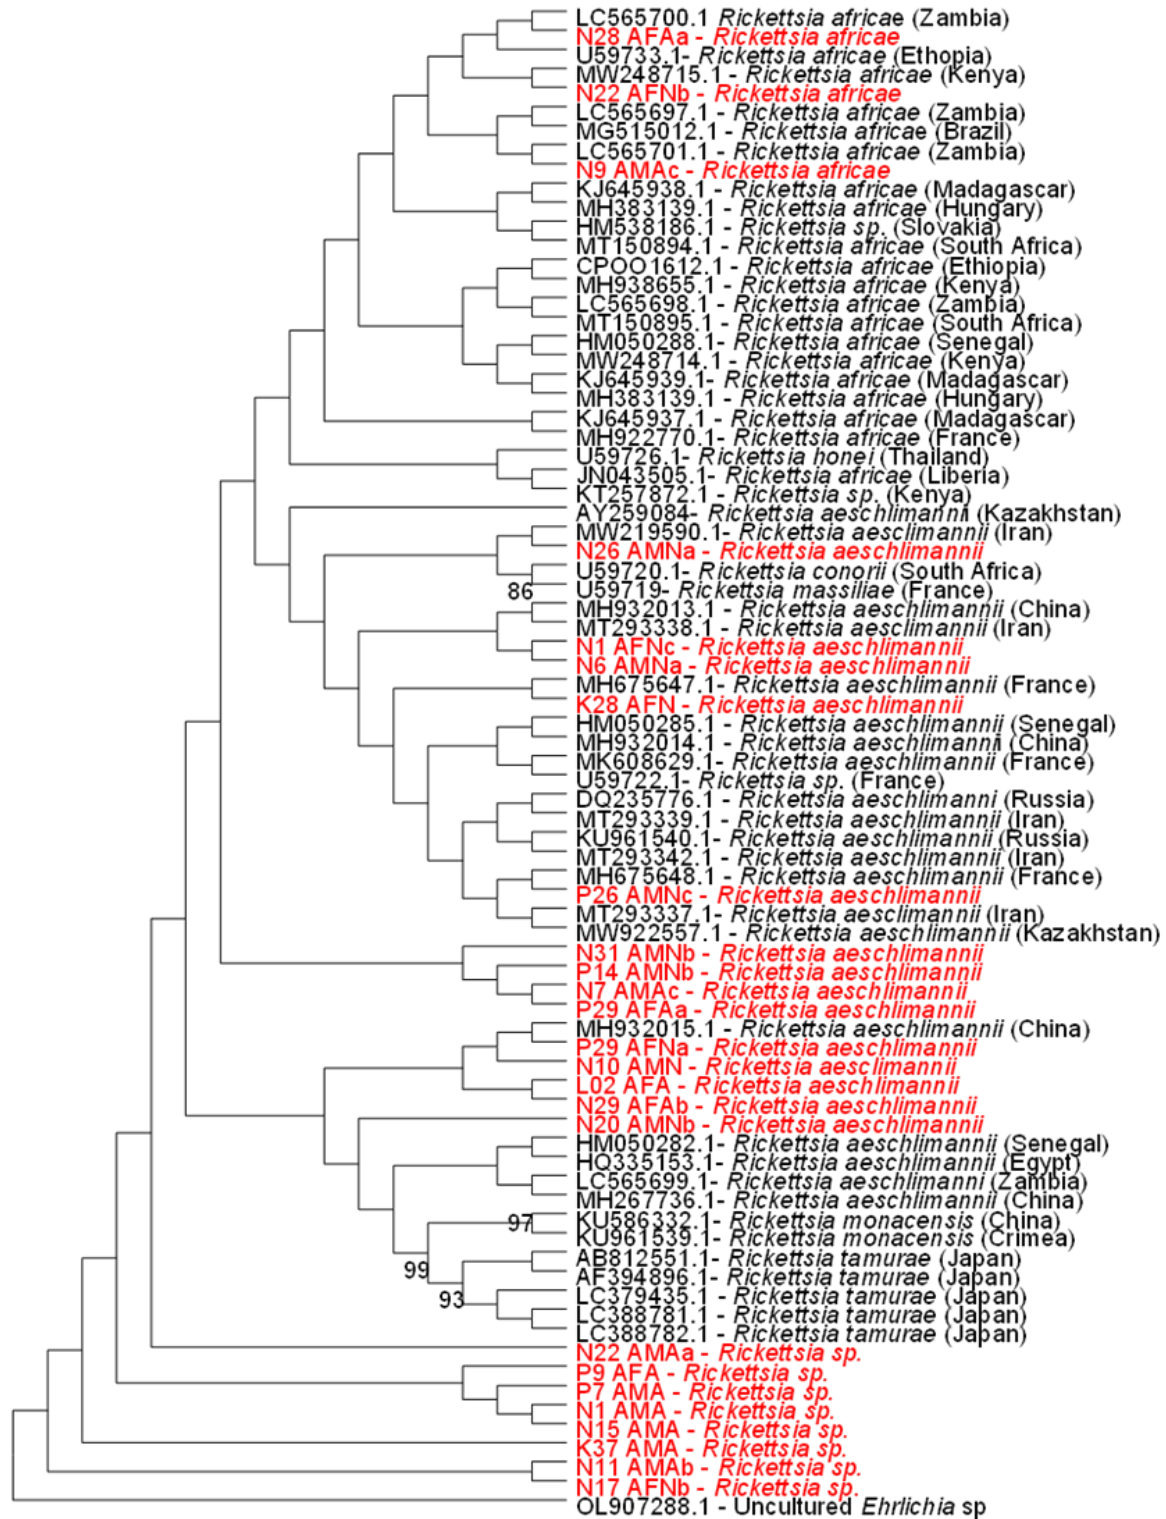 LC565700.1 Rickettsia africae (Zambia)
N28 AFAa - Rickettsia africae
U59733.1- Rickettsia africae (Ethopia)
MW248715.1 - Rickettsia africae (Kenya)
N22 AFNb - Rickettsia africae
LC565697.1 - Rickettsia africae (Zambia)
MG515012.1 - Rickettsia africae (Brazil)
LC565701.1 - Rickettsia africae (Zambia)
N9 AMAc - Rickettsia africae
KJ645938.1 - Rickettsia africae (Madagascar)
MH383139.1 - Rickettsia africae (Hungary)
HM538186.1 - Rickettsia sp. (Slovakia)
MT150894.1 - Rickettsia africae (South Africa)
CPOO1612.1 - Rickettsia africae (Ethiopia)
MH938655.1 - Rickettsia africae (Kenya)
LC565698.1 - Rickettsia africae (Zambia)
MT150895.1 - Rickettsia africae (South Africa)
HM050288.1 - Rickettsia africae (Senegal)
MW248714.1 - Rickettsia africae (Kenya)
KJ645939.1- Rickettsia africae (Madagascar)
MH383139.1 - Rickettsia africae (Hungary)
KJ645937.1 - Rickettsia africae (Madagascar)
MH922770.1- Rickettsia africae (France)
U59726.1- Rickettsia honei (Thailand)
JN043505.1- Rickettsia africae (Liberia)
KT257872.1 - Rickettsia sp. (Kenya)
AY259084- Rickettsia aeschlimannii (Kazakhstan)
MW219590.1- Rickettsia aesclimannii (Iran)
N26 AMNa - Rickettsia aeschlimannii
U59720.1- Rickettsia conorii (South Africa)
86 U59719- Rickettsia massiliae (France)
MH932013.1 - Rickettsia aeschlimannii (China)
MT293338.1 - Rickettsia aesclimannii (Iran)
N1 AFNc - Rickettsia aeschlimannii
N6 AMNa - Rickettsia aeschlimannii
MH675647.1- Rickettsia aeschlimannii (France)
K28 AFN - Rickettsia aeschlimannii
HM050285.1 - Rickettsia aeschlimannii (Senegal)
MH932014.1 - Rickettsia aeschlimanni (China)
MK608629.1 - Rickettsia aeschlimannii (France)
U59722.1- Rickettsia sp. (France)
DQ235776.1 - Rickettsia aeschlimanni (Russia)
MT293339.1 - Rickettsia aesclimannii (Iran)
KU961540.1- Rickettsia aeschlimannii (Russia)
MT293342.1 - Rickettsia aesclimannii (Iran)
MH675648.1 - Rickettsia aeschlimannii (France)
P26 AMNc - Rickettsia aeschlimannii
MT293337.1 - Rickettsia aesclimannii (Iran)
MW922557.1 - Rickettsia aeschlimannii (Kazakhstan)
N31 AMNb - Rickettsia aeschlimannii
P14 AMNb - Rickettsia aeschlimannii
N7 AMAc - Rickettsia aeschlimannii
P29 AFAa - Rickettsia aeschlimannii
MH932015.1 - Rickettsia aeschlimannii (China)
P29 AFNa - Rickettsia aeschlimannii
N10 AMN - Rickettsia aesclimannii
L02 AFA - Rickettsia aeschlimannii
N29 AFAb - Rickettsia aeschlimannii
N20 AMNb - Rickettsia aeschlimannii
HM050282.1 - Rickettsia aeschlimannii (Senegal)
HQ335153.1- Rickettsia aeschlimannii (Egypt)
LC565699.1 - Rickettsia aeschlimanni (Zambia)
MH267736.1- Rickettsia aeschlimannii (China)
97 KU586332.1- Rickettsia monacensis (China)
KU961539.1- Rickettsia monacensis (Crimea)
AB812551.1- Rickettsia tamurae (Japan)
99 AF394896.1- Rickettsia tamurae (Japan)
93 LC379435.1 - Rickettsia tamurae (Japan)
LC388781.1 - Rickettsia tamurae (Japan)
LC388782.1 - Rickettsia tamurae (Japan)
N22 AMAa - Rickettsia sp.
P9 AFA - Rickettsia sp.
P7 AMA - Rickettsia sp.
N1 AMA - Rickettsia sp.
N15 AMA - Rickettsia sp.
K37 AMA - Rickettsia sp.
N11 AMAb - Rickettsia sp.
N17 AFNb - Rickettsia sp.
OL907288.1 - Uncultured Ehrlichia sp